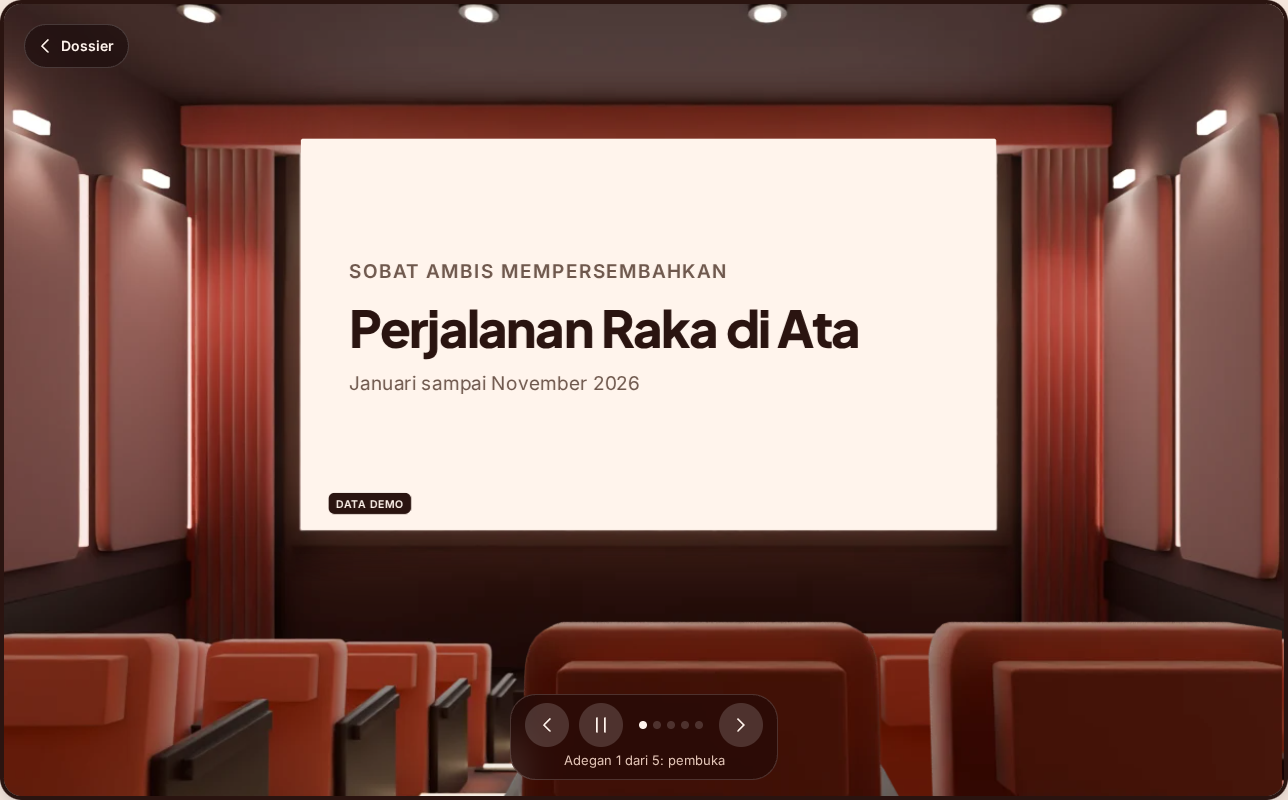 Dossier
SOBAT AMBIS MEMPERSEMBAHKAN
Perjalanan Raka di Ata
Januari sampai November 2026
DATA DEMO
Adegan 1 dari 5: pembuka